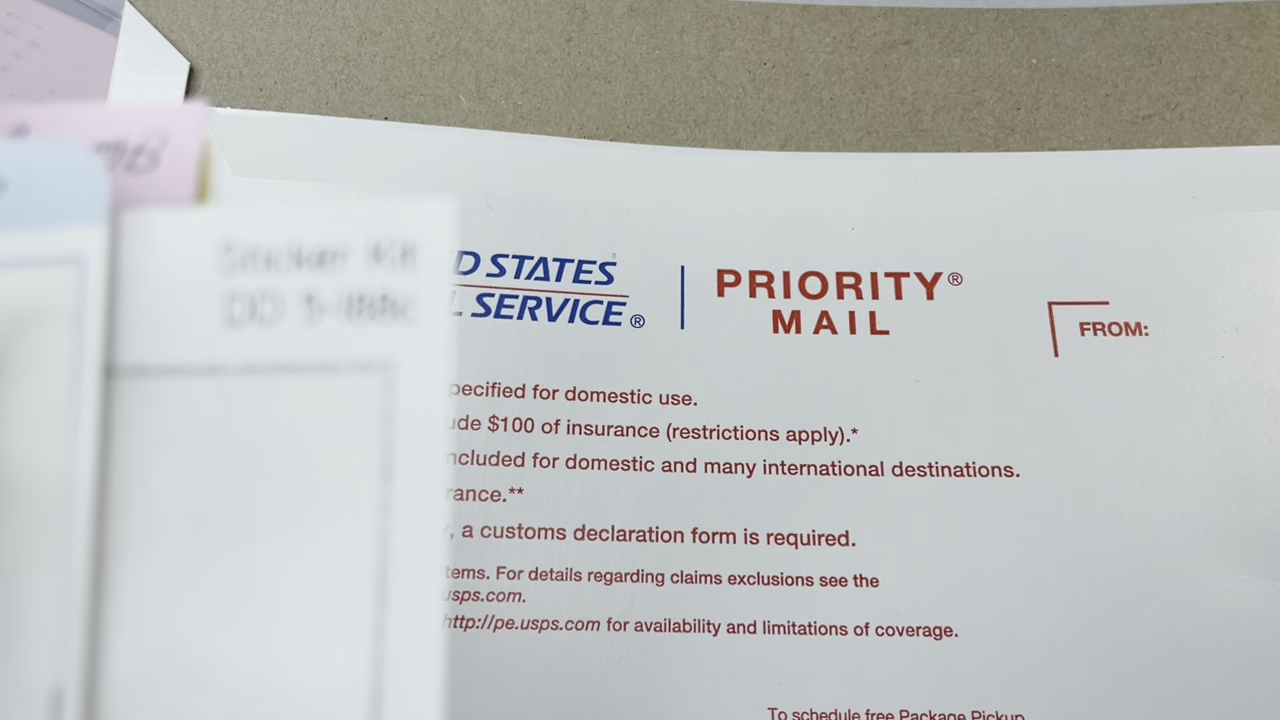 Sticker Kit
D STATES
SERVICE®
PRIORITY®
MAIL
FROM:
pecified for domestic use.
ude $100 of insurance (restrictions apply).*
ncluded for domestic and many international destinations.
rance.**
, a customs declaration form is required.
tems. For details regarding claims exclusions see the
usps.com.
http://pe.usps.com for availability and limitations of coverage.
To schedule free Package Pickup